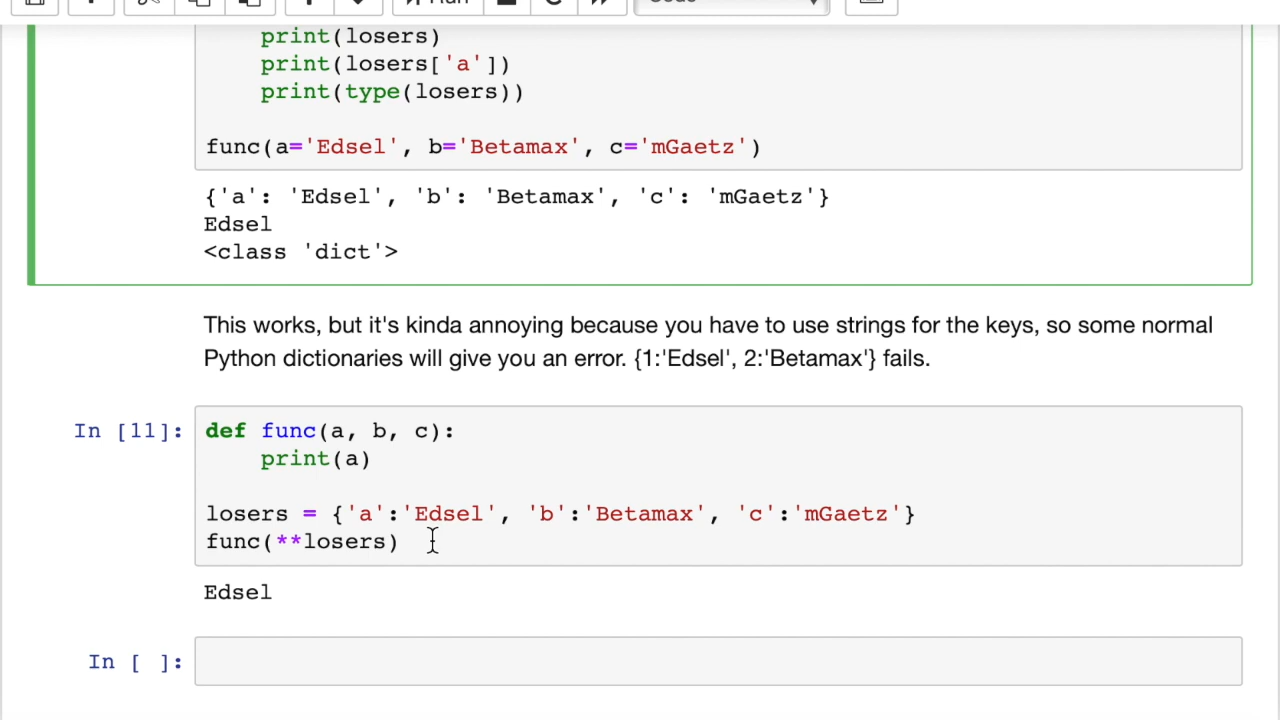 print(losers)
print(losers['a'])
print(type(losers))
func(a='Edsel', b='Betamax', c='mGaetz')
{'a': 'Edsel', 'b': 'Betamax', 'c': 'mGaetz'}
Edsel
<class 'dict'>
This works, but it's kinda annoying because you have to use strings for the keys, so some normal
Python dictionaries will give you an error. {1:'Edsel', 2:'Betamax'} fails.
In [11]: def func(a, b, c):
print(a)
losers = {'a':'Edsel', 'b':'Betamax', 'c':'mGaetz'}
func(**losers)
Edsel
In [ ]: